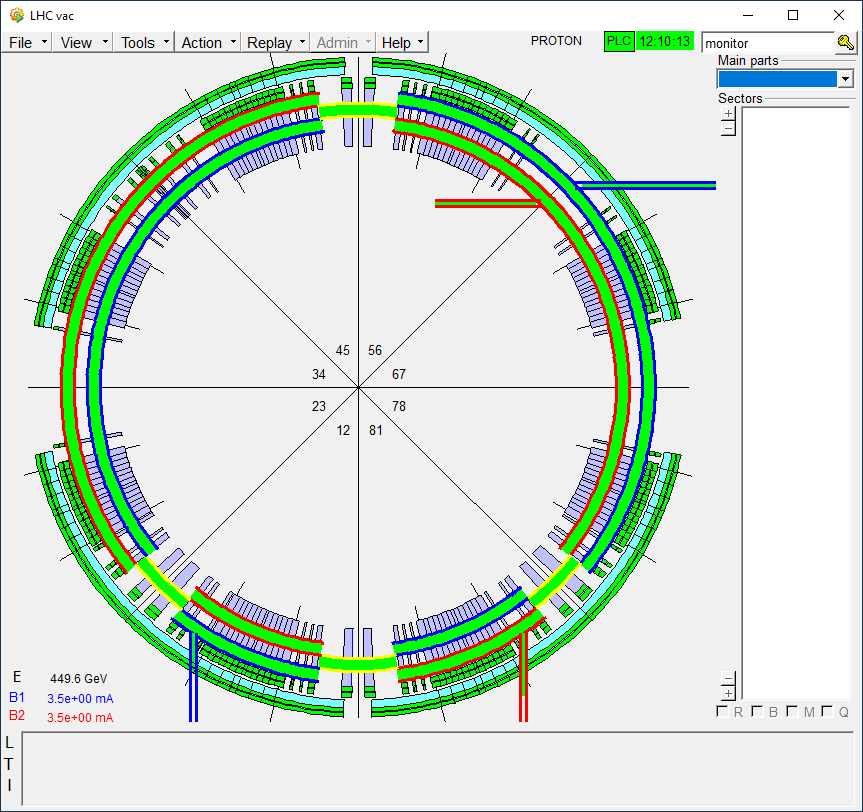 LHC vac
File View Tools Action Replay Admin Help
PROTON
PLC 12:10:13
monitor
Main parts
Sectors
+
−
45 56
34 67
23 78
12 81
E 449.6 GeV
B1 3.5e+00 mA
B2 3.5e+00 mA
−
+
R B M Q
L
T
I